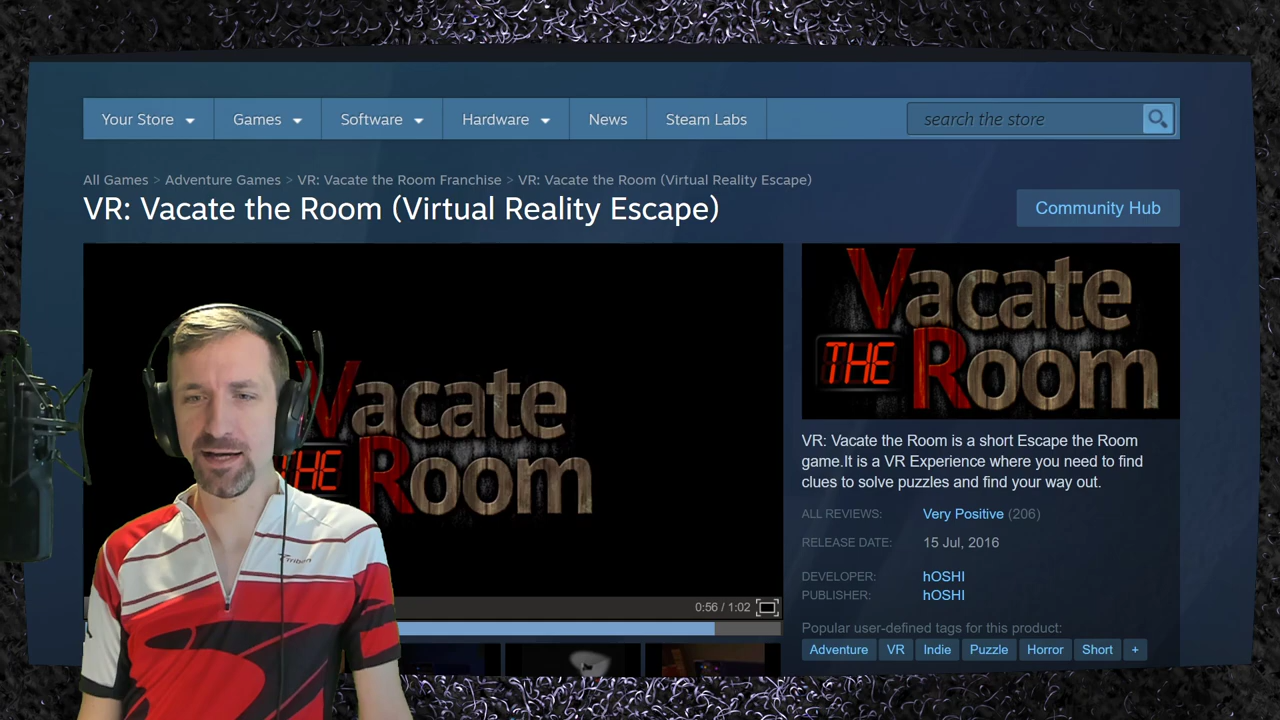 Your Store Games Software Hardware News Steam Labs search the store
All Games > Adventure Games > VR: Vacate the Room Franchise > VR: Vacate the Room (Virtual Reality Escape)
VR: Vacate the Room (Virtual Reality Escape)
Community Hub
Vacate
THE Room
Vacate
THE Room
VR: Vacate the Room is a short Escape the Room
game.It is a VR Experience where you need to find
clues to solve puzzles and find your way out.
ALL REVIEWS: Very Positive (206)
RELEASE DATE: 15 Jul, 2016
DEVELOPER: hOSHI
PUBLISHER: hOSHI
Popular user-defined tags for this product:
Adventure VR Indie Puzzle Horror Short +
0:56 / 1:02
Triban